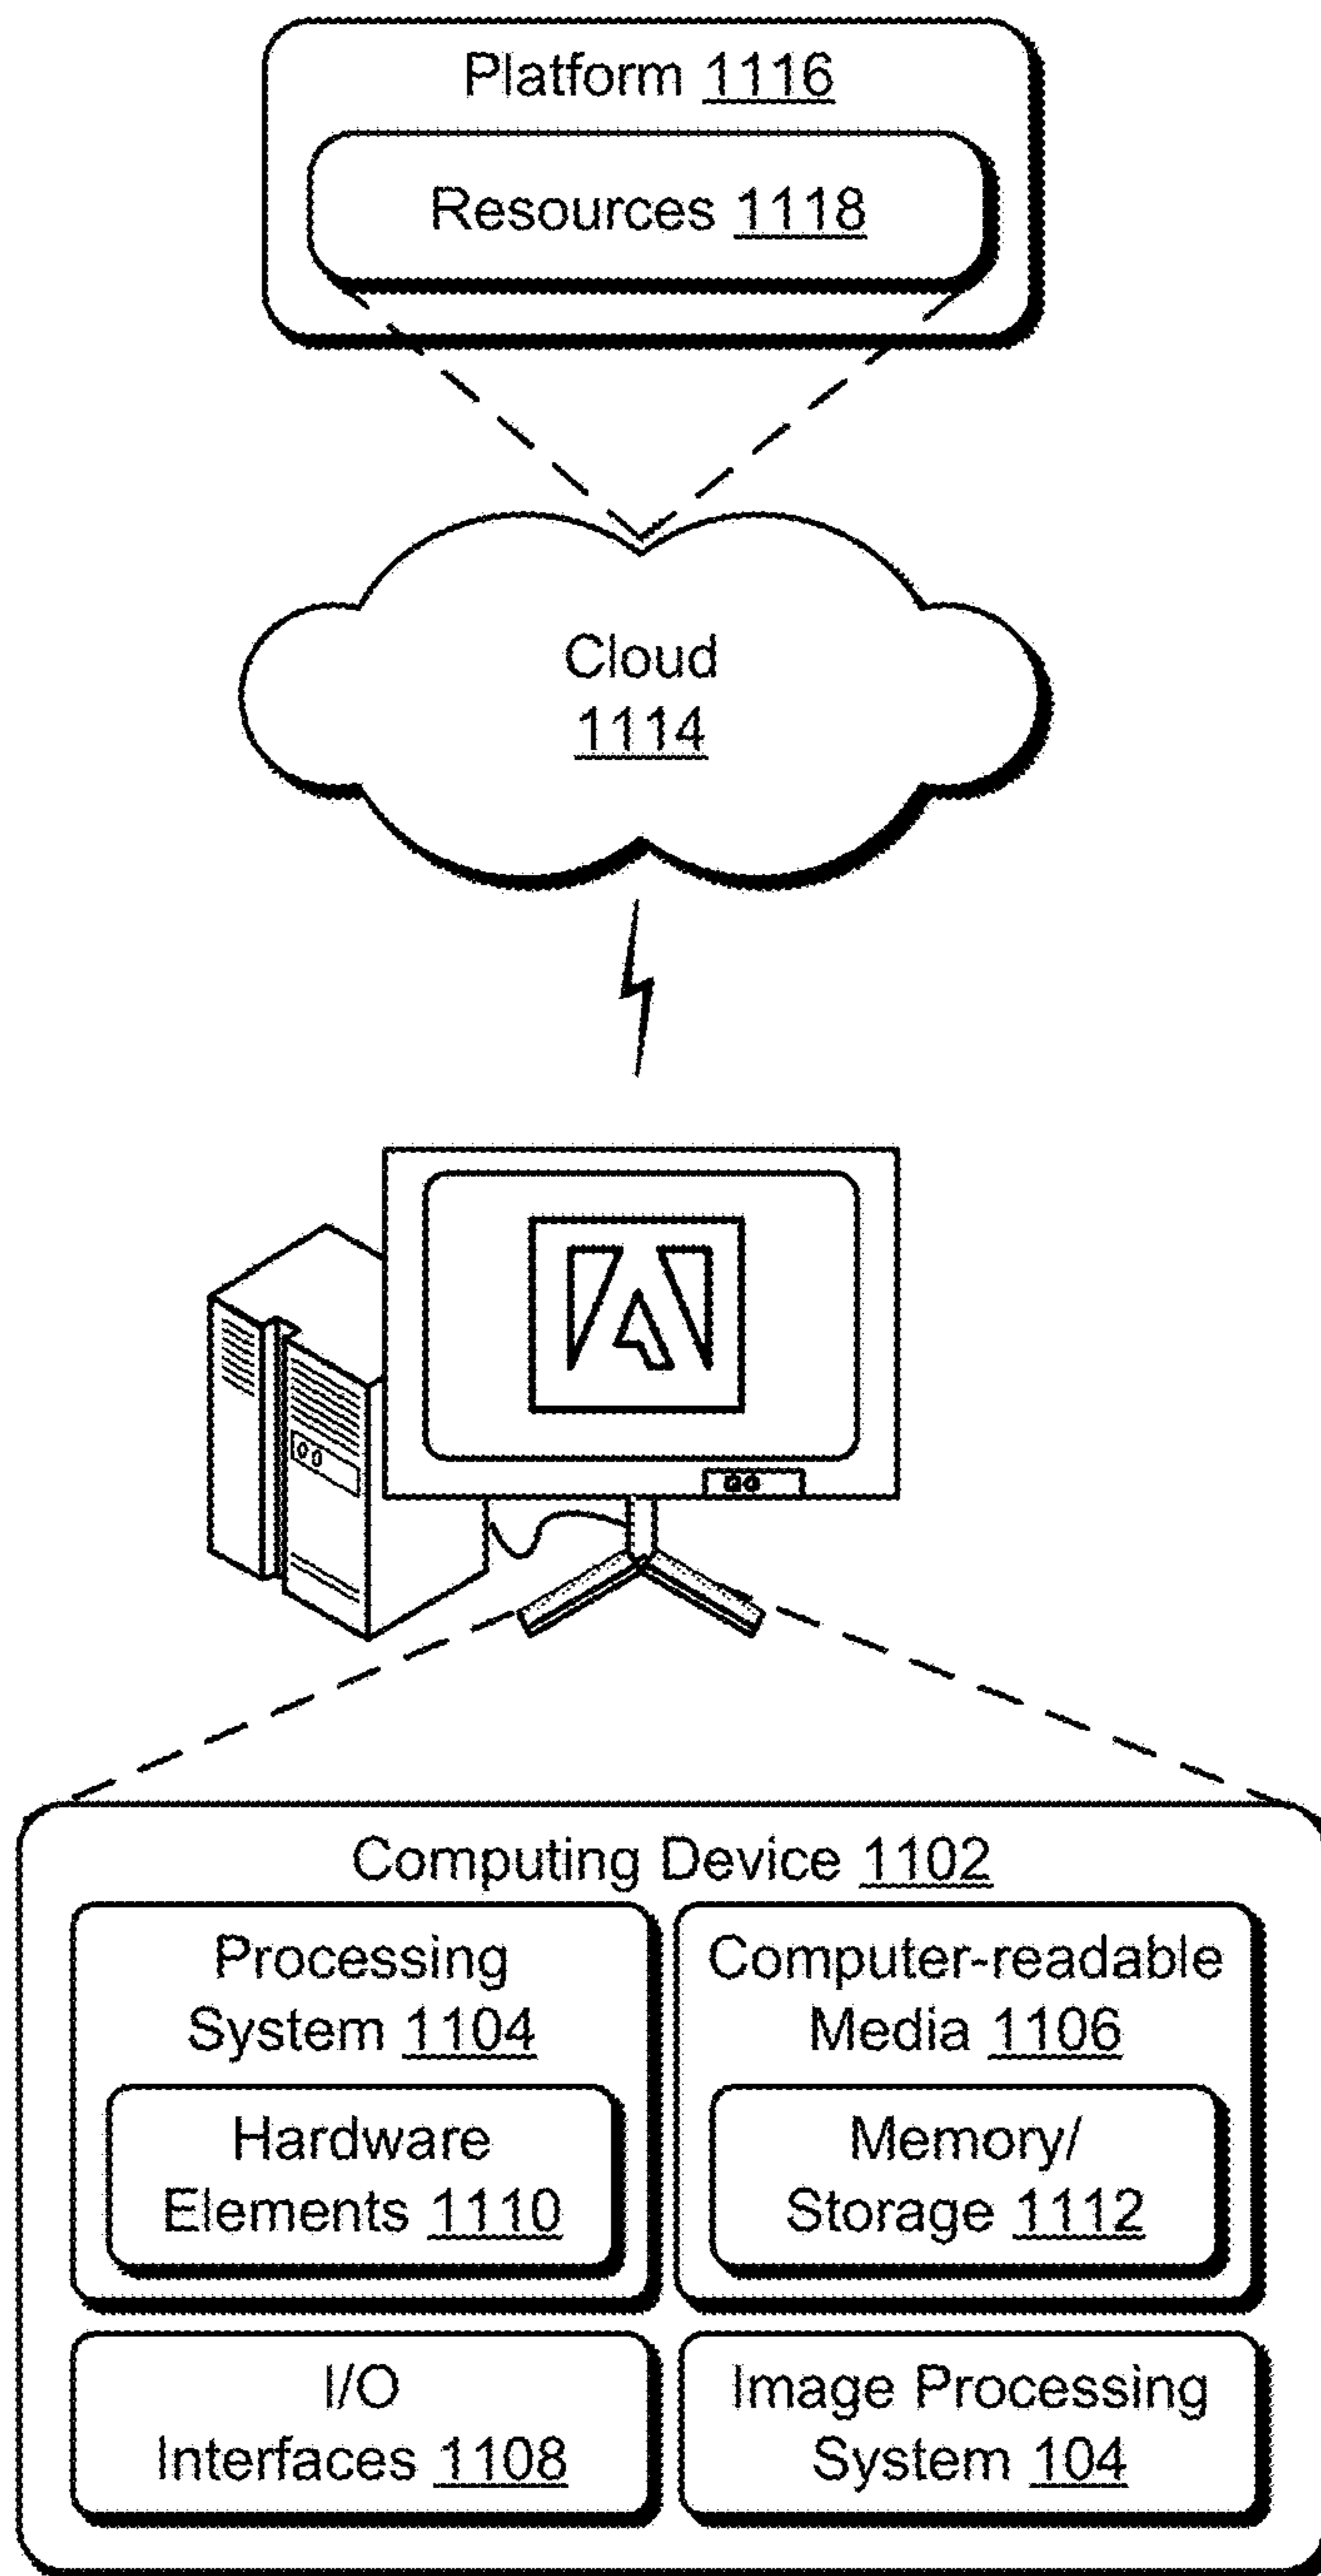 Platform 1116
Resources 1118
Cloud
1114
Computing Device 1102
Processing
System 1104
Hardware
Elements 1110
Computer-readable
Media 1106
Memory/
Storage 1112
I/O
Interfaces 1108
Image Processing
System 104